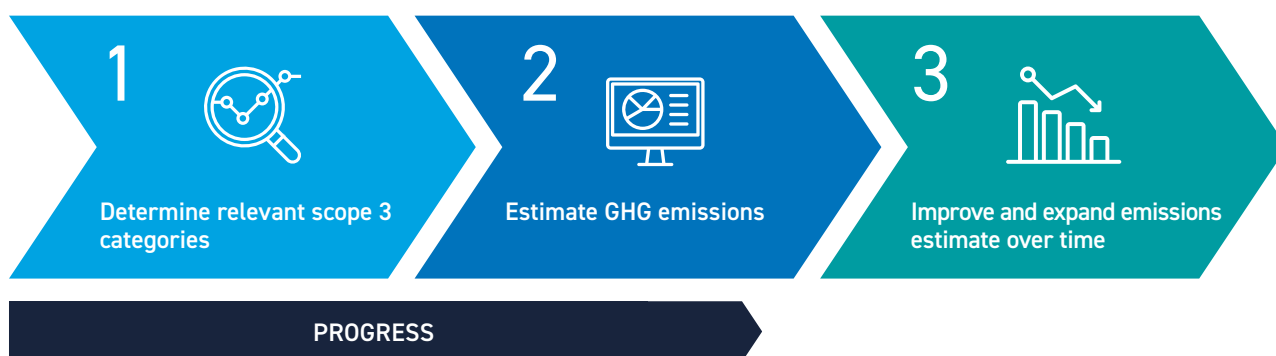 1
Determine relevant scope 3
categories
2
Estimate GHG emissions
3
Improve and expand emissions
estimate over time
PROGRESS